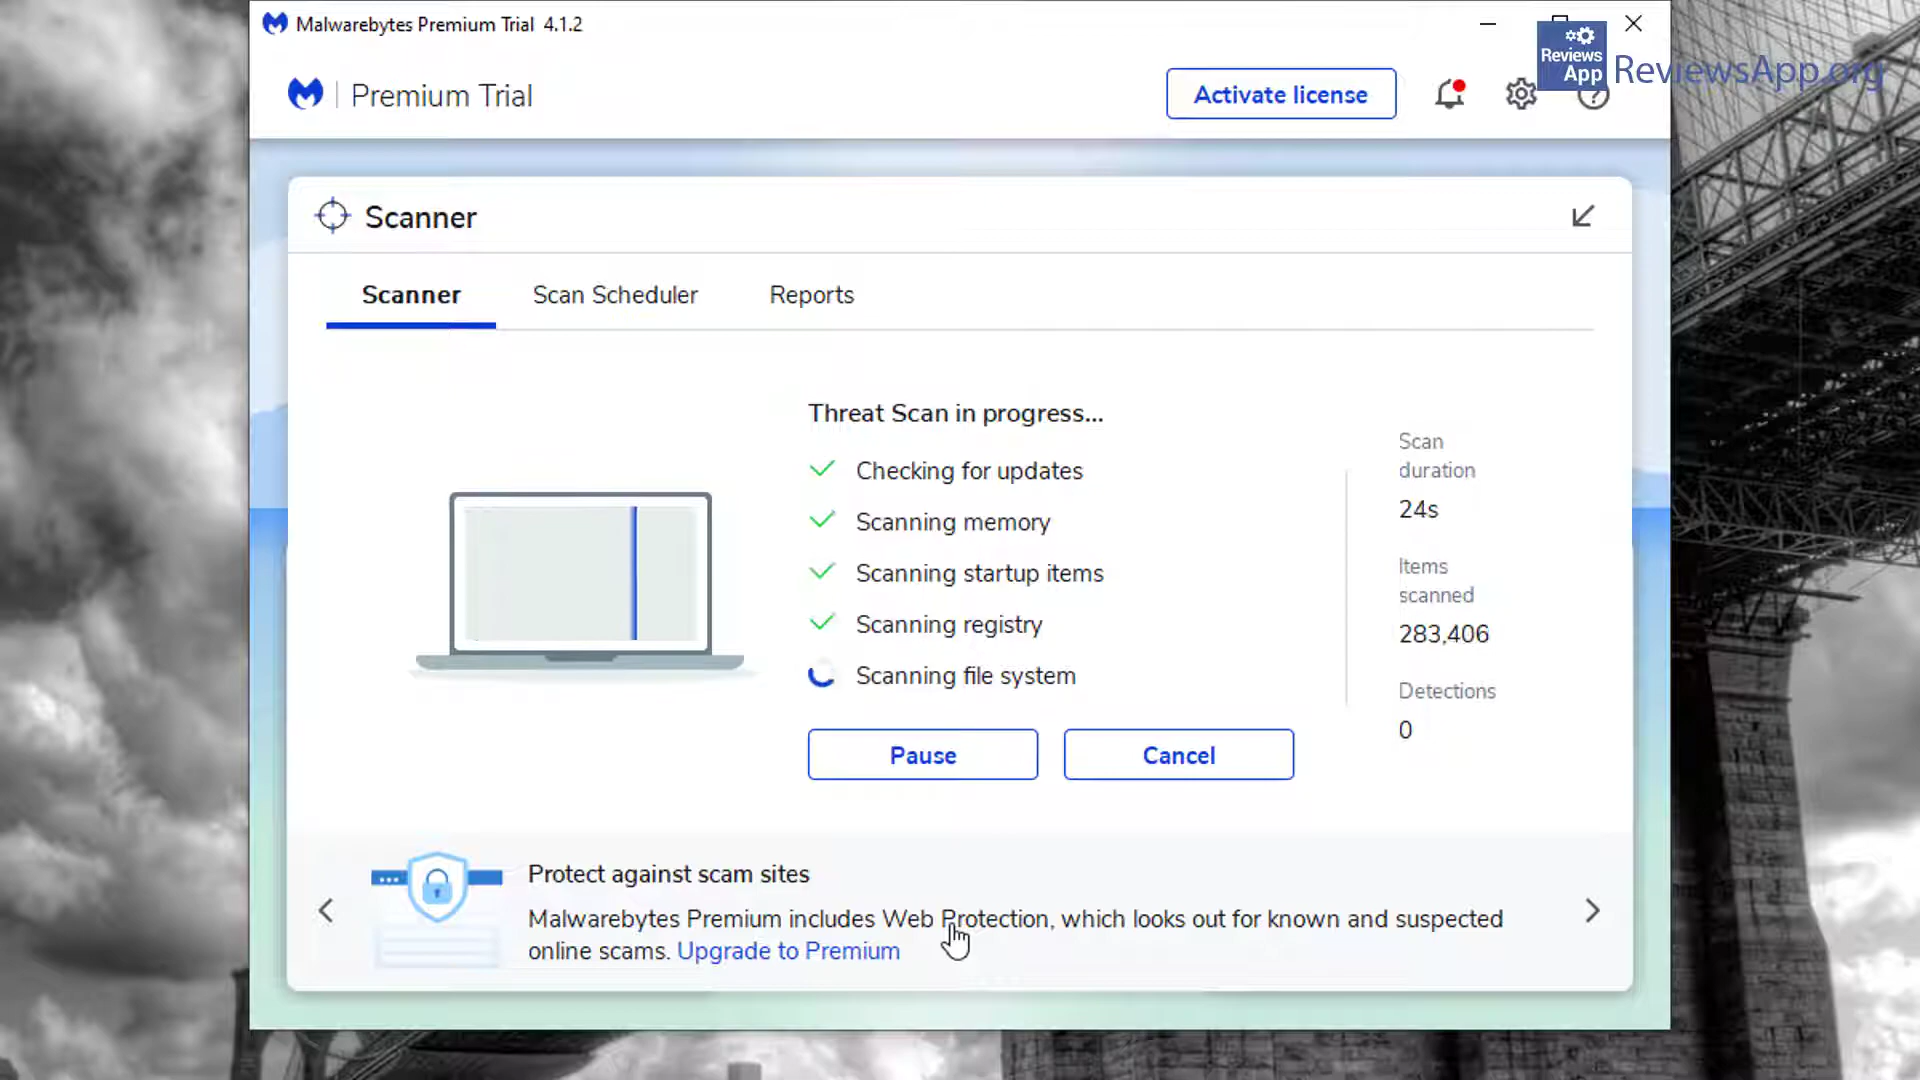 Malwarebytes Premium Trial 4.1.2
Reviews
App
ReviewsApp.org
Premium Trial
Activate license
Scanner
Scanner
Scan Scheduler
Reports
Threat Scan in progress...
Checking for updates
Scanning memory
Scanning startup items
Scanning registry
Scanning file system
Pause
Cancel
Scan
duration
24s
Items
scanned
283,406
Detections
0
Protect against scam sites
Malwarebytes Premium includes Web Protection, which looks out for known and suspected
online scams. Upgrade to Premium